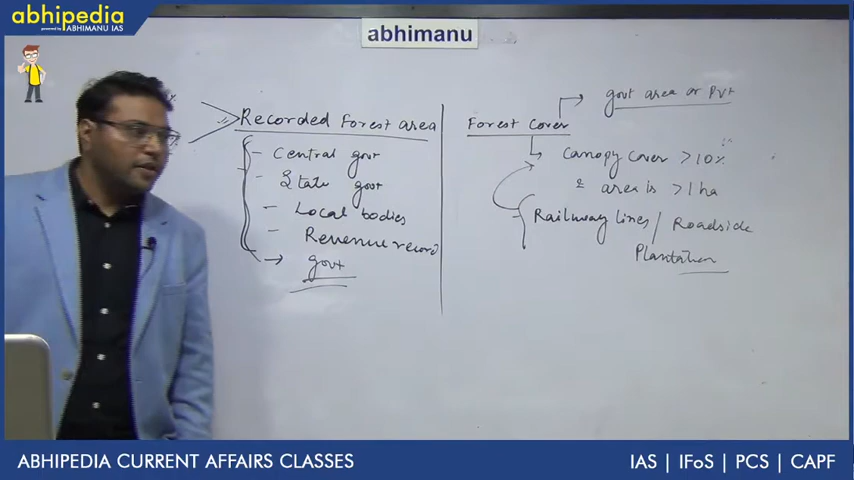 abhipedia
powered by ABHIMANU IAS
abhimanu
Recorded Forest area
- Central govt
- State govt
- Local bodies
- Revenue record
→ govt
govt area or Pvt
Forest Cover
Canopy cover >10%
& area is >1 ha
Railway lines / Roadside
Plantation
ABHIPEDIA CURRENT AFFAIRS CLASSES
IAS | IFoS | PCS | CAPF